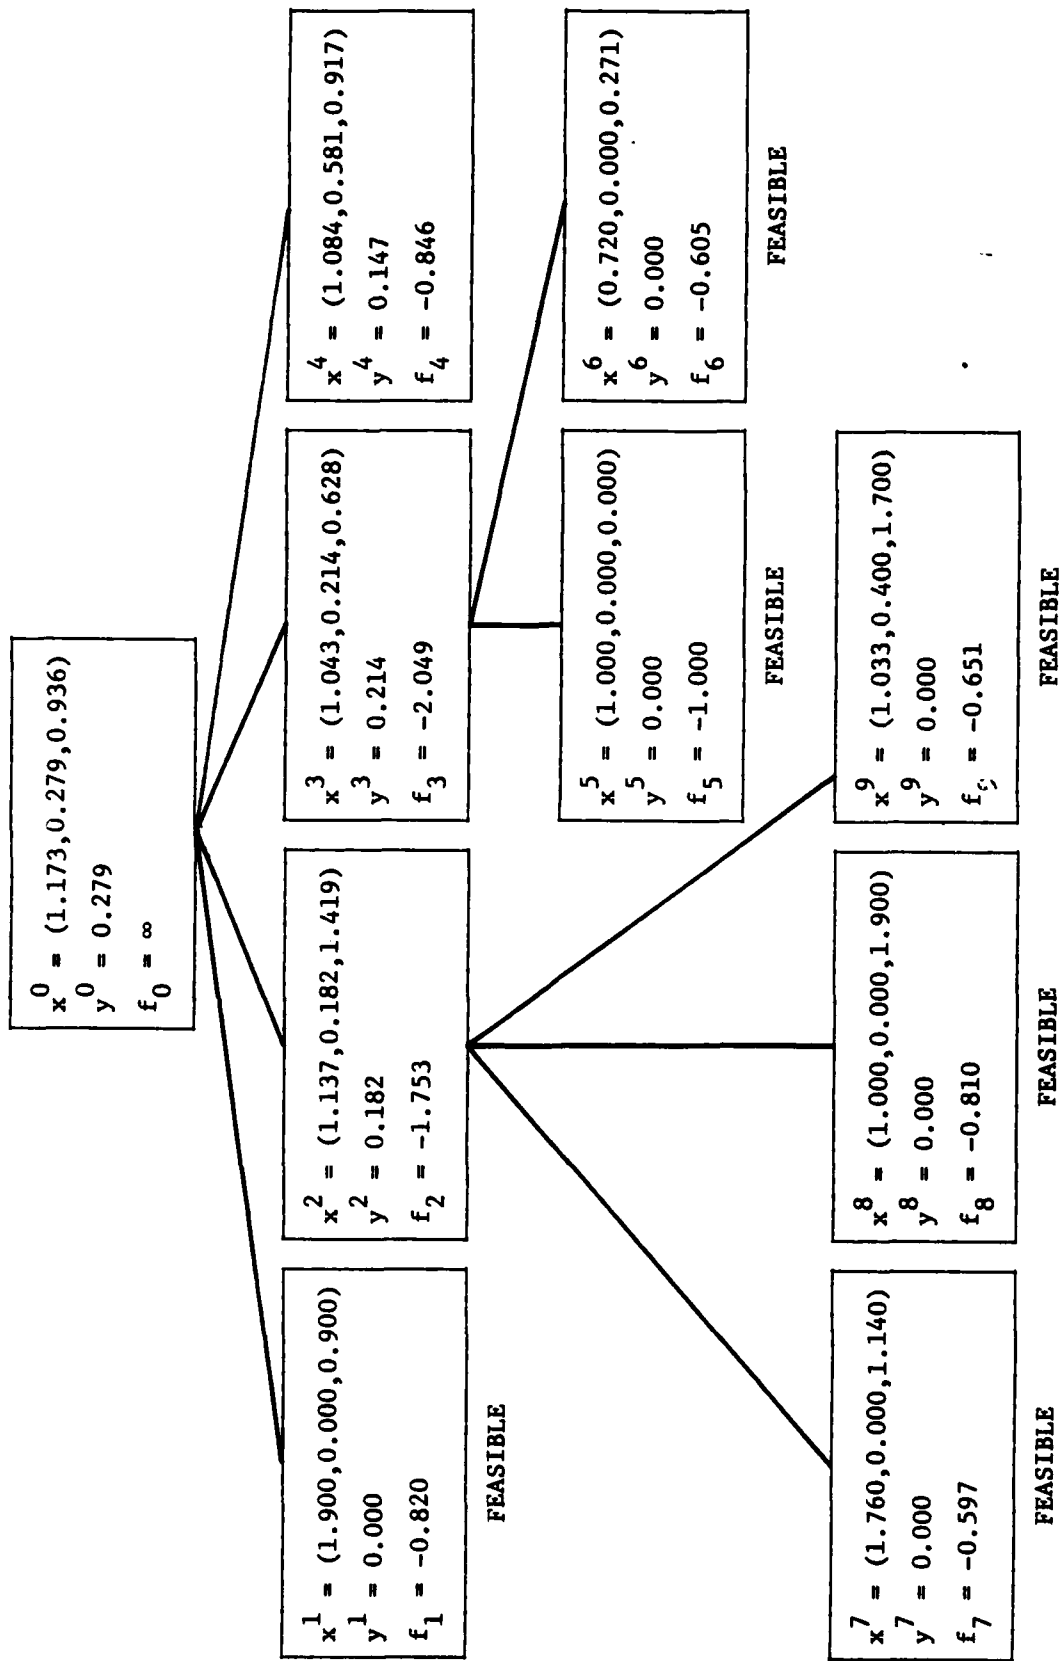 x^0 = (1.173,0.279,0.936)
y^0 = 0.279
f_0 = ∞
x^1 = (1.900,0.000,0.900)
y^1 = 0.000
f_1 = -0.820
FEASIBLE
x^2 = (1.137,0.182,1.419)
y^2 = 0.182
f_2 = -1.753
x^3 = (1.043,0.214,0.628)
y^3 = 0.214
f_3 = -2.049
x^4 = (1.084,0.581,0.917)
y^4 = 0.147
f_4 = -0.846
x^5 = (1.000,0.000,0.000)
y^5 = 0.000
f_5 = -1.000
FEASIBLE
x^6 = (0.720,0.000,0.271)
y^6 = 0.000
f_6 = -0.605
FEASIBLE
x^7 = (1.760,0.000,1.140)
y^7 = 0.000
f_7 = -0.597
FEASIBLE
x^8 = (1.000,0.000,1.900)
y^8 = 0.000
f_8 = -0.810
FEASIBLE
x^9 = (1.033,0.400,1.700)
y^9 = 0.000
f_9 = -0.651
FEASIBLE